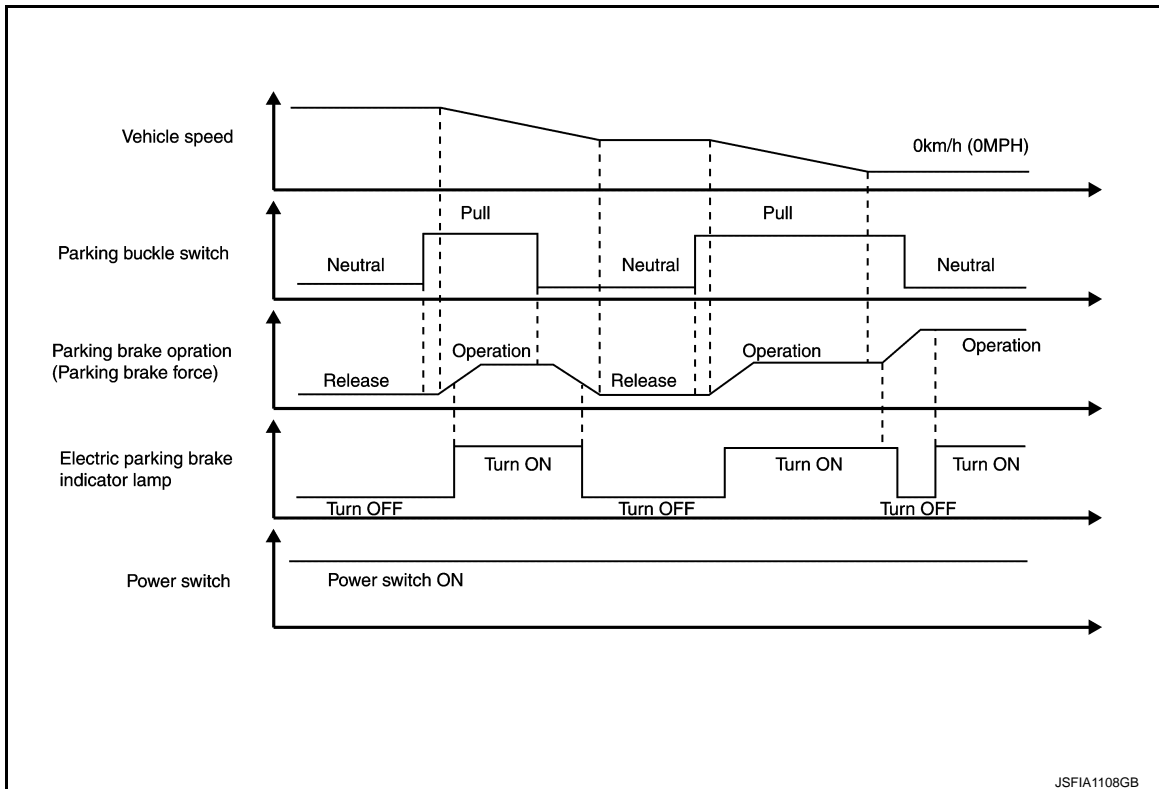 Vehicle speed
0km/h (0MPH)
Pull
Pull
Parking buckle switch
Neutral
Neutral
Neutral
Parking brake opration
(Parking brake force)
Release
Operation
Release
Operation
Operation
Electric parking brake
indicator lamp
Turn OFF
Turn ON
Turn OFF
Turn ON
Turn OFF
Turn ON
Power switch
Power switch ON
JSFIA1108GB